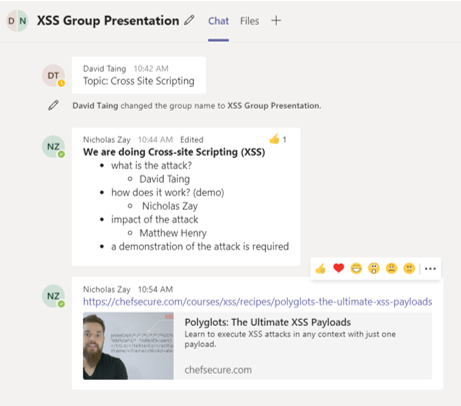 D N XSS Group Presentation Chat Files
David Taing 10:42 AM
DT
Topic: Cross Site Scripting
David Taing changed the group name to XSS Group Presentation.
Nicholas Zay 10:44 AM Edited 1
NZ
We are doing Cross-site Scripting (XSS)
• what is the attack?
○ David Taing
• how does it work? (demo)
○ Nicholas Zay
• impact of the attack
○ Matthew Henry
• a demonstration of the attack is required
Nicholas Zay 10:54 AM
NZ
https://chefsecure.com/courses/xss/recipes/polyglots-the-ultimate-xss-payloads
Polyglots: The Ultimate XSS Payloads
Learn to execute XSS attacks in any context with just one
payload.
chefsecure.com